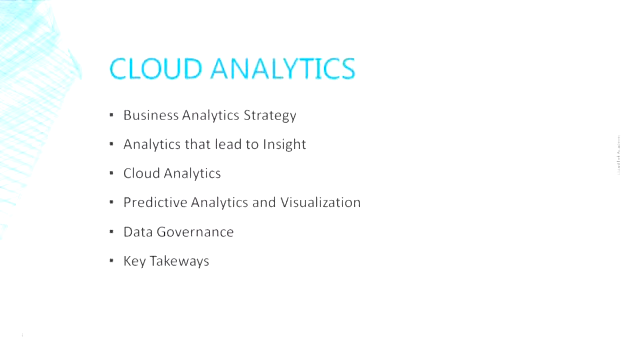 CLOUD ANALYTICS
▪ Business Analytics Strategy
▪ Analytics that lead to Insight
▪ Cloud Analytics
▪ Predictive Analytics and Visualization
▪ Data Governance
▪ Key Takeways